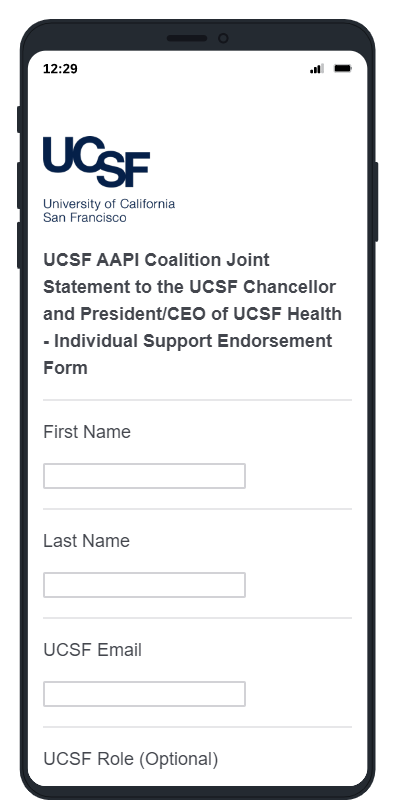 12:29
UCSF
University of California
San Francisco
UCSF AAPI Coalition Joint
Statement to the UCSF Chancellor
and President/CEO of UCSF Health
- Individual Support Endorsement
Form
First Name
Last Name
UCSF Email
UCSF Role (Optional)